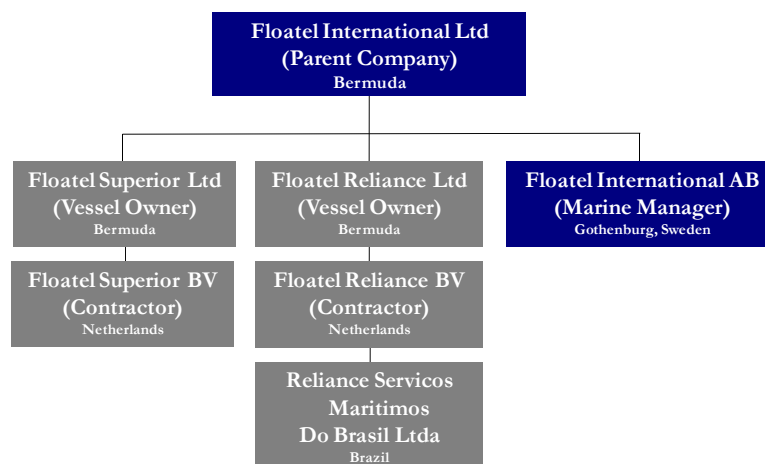 Floatel International Ltd
(Parent Company)
Bermuda
Floatel Superior Ltd
(Vessel Owner)
Bermuda
Floatel Reliance Ltd
(Vessel Owner)
Bermuda
Floatel International AB
(Marine Manager)
Gothenburg, Sweden
Floatel Superior BV
(Contractor)
Netherlands
Floatel Reliance BV
(Contractor)
Netherlands
Reliance Servicos
Maritimos
Do Brasil Ltda
Brazil